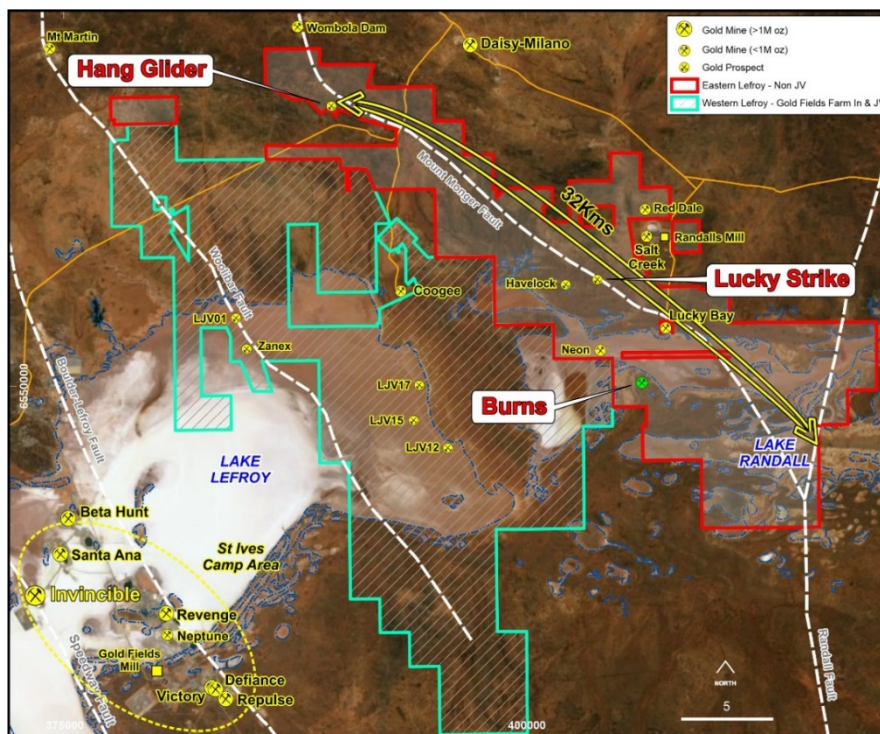 Gold Mine (>1M oz)
Gold Mine (<1M oz)
Gold Prospect
Eastern Lefroy - Non JV
Western Lefroy - Gold Fields Farm In & JV
Mt Martin
Wombola Dam
Daisy-Milano
Hang Glider
Mount Monger Fault
32Kms
Red Dale
Salt
Creek
Randalls Mill
Lucky Strike
Havelock
Coogee
Woolibar Fault
LJV01
Zanex
Lucky Bay
Neon
6550000
Boulder-Lefroy Fault
LJV17
Burns
LJV15
LJV12
LAKE
LEFROY
LAKE
RANDALL
Beta Hunt
Santa Ana
St Ives
Camp Area
Invincible
Revenge
Neptune
Gold Fields
Mill
Speedway Fault
Defiance
Victory
Repulse
Randall Fault
NORTH
5
375000
400000